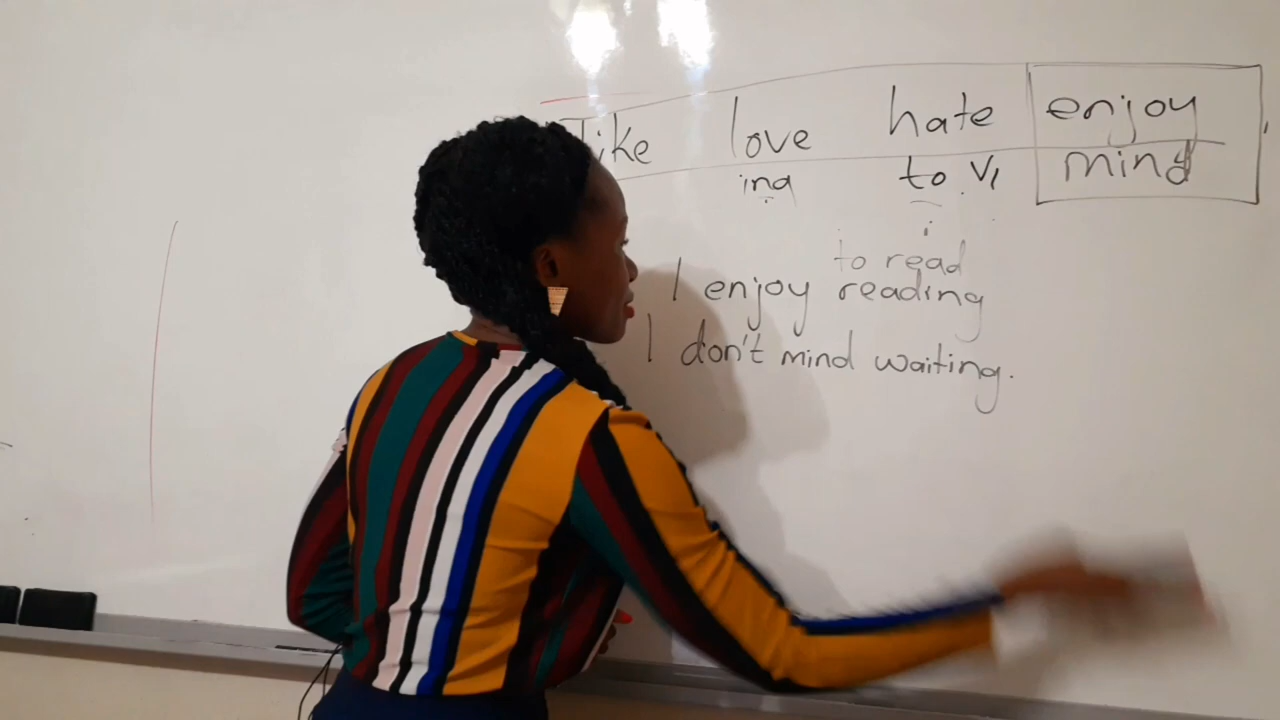 like love hate enjoy
ing to V1 mind
to read
I enjoy reading
I don't mind waiting.